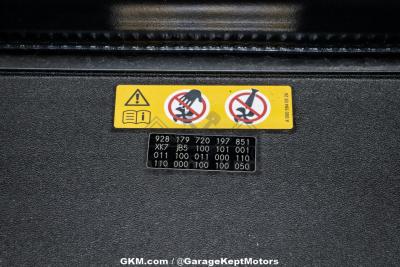 928 179 720 197 851
XK7 JB5 100 101 001
011 100 011 000 110
110 000 100 100 050
GKM.com / @GarageKeptMotors